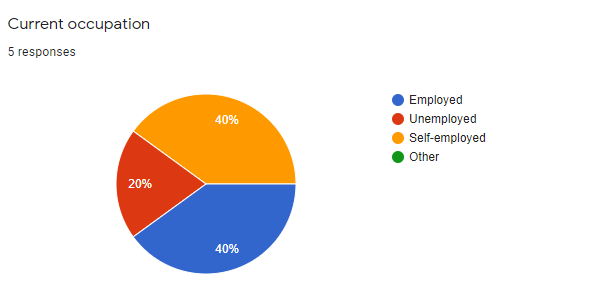 Current occupation
5 responses
40%
20%
40%
Employed
Unemployed
Self-employed
Other